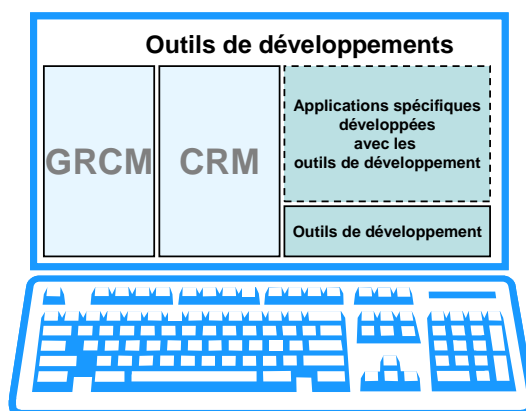 Outils de développements
GRCM
CRM
Applications spécifiques
développées
avec les
outils de développement
Outils de développement